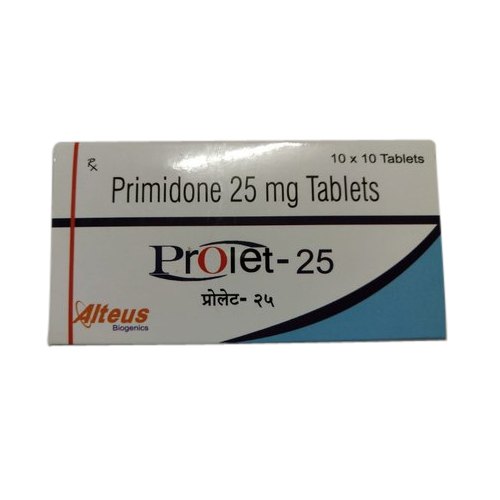 ℞
10 x 10 Tablets
Primidone 25 mg Tablets
Prolet- 25
प्रोलेट- २५
Alteus
Biogenics